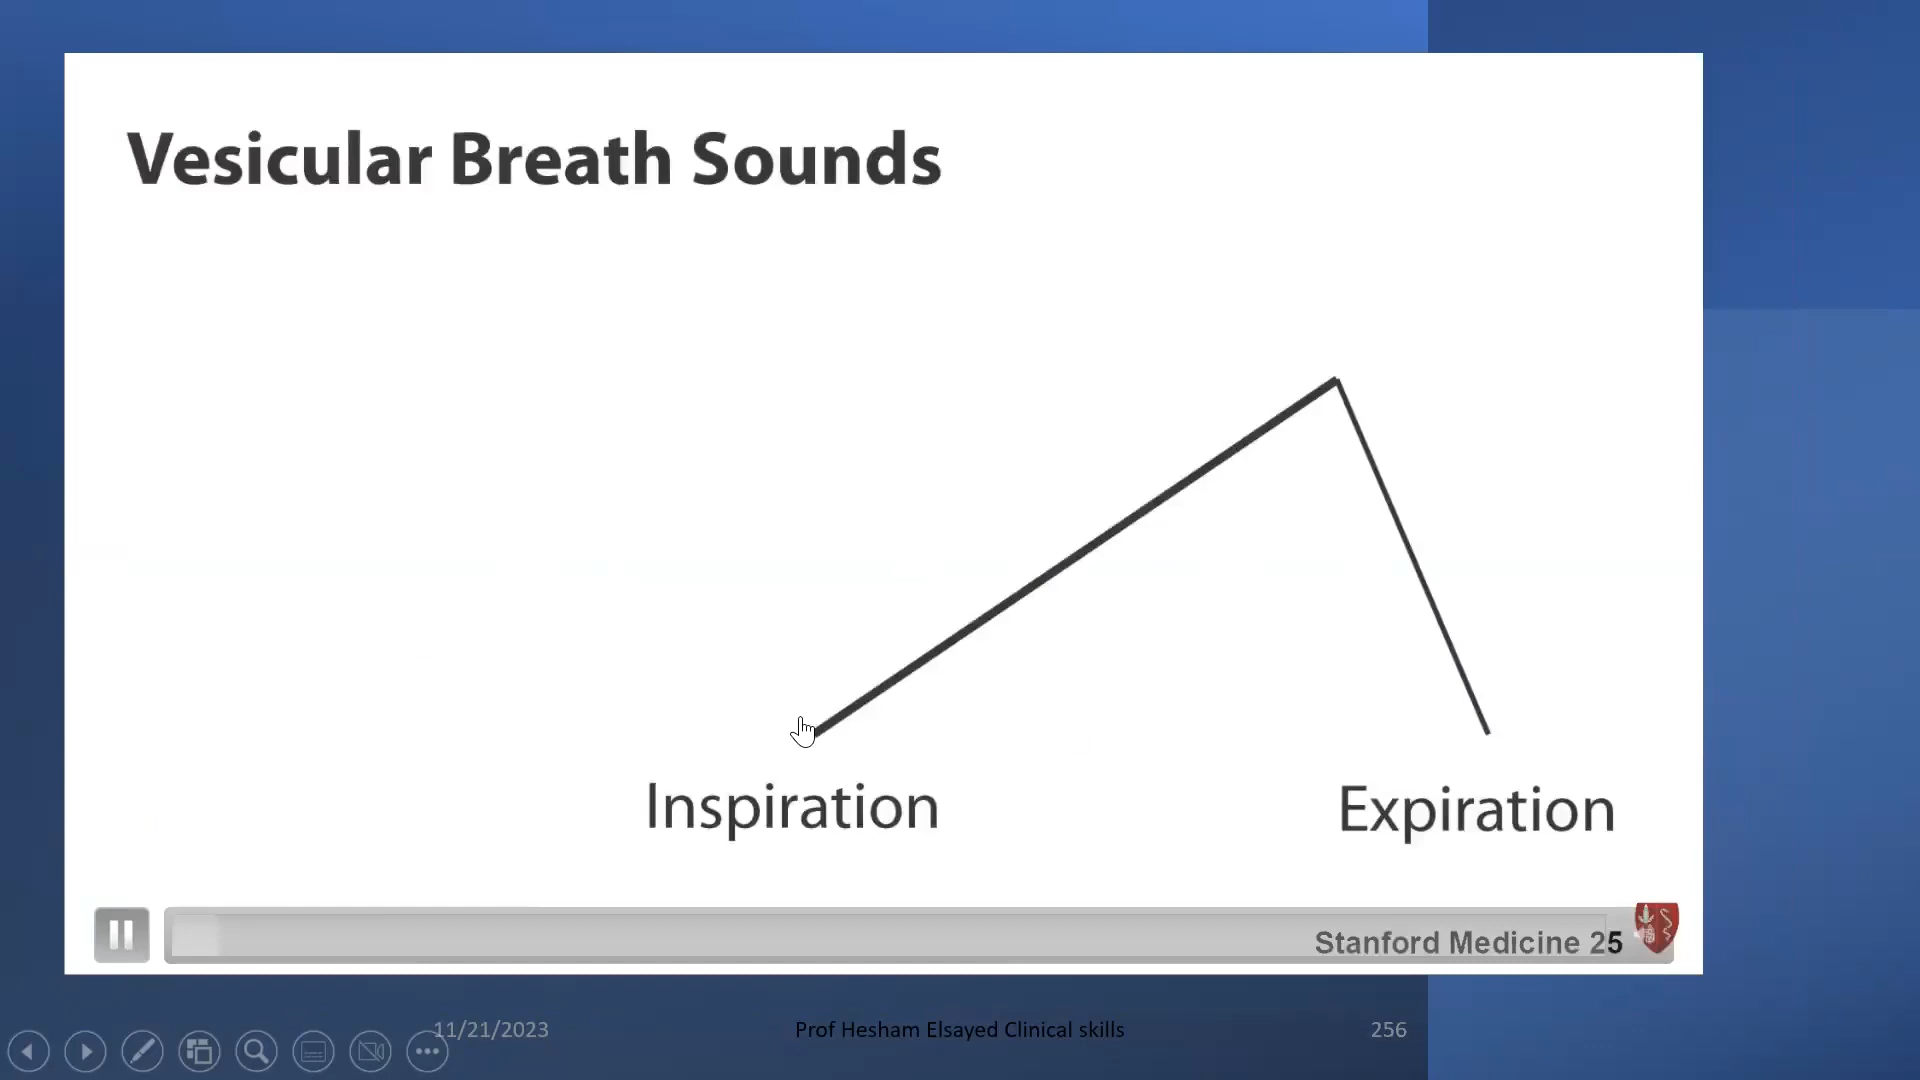 Vesicular Breath Sounds
Inspiration
Expiration
Stanford Medicine 25
11/21/2023
Prof Hesham Elsayed Clinical skills
256